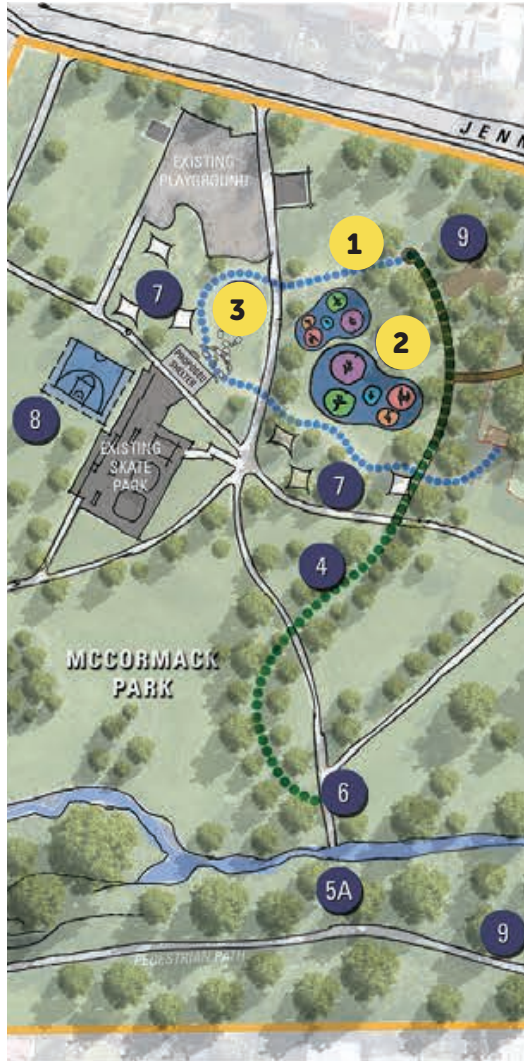 JENN
EXISTING
PLAYGROUND
1
9
7
3
2
PROPOSED
SHELTER
8
EXISTING
SKATE
PARK
7
4
MCCORMACK
PARK
6
5A
9
PEDESTRIAN PATH